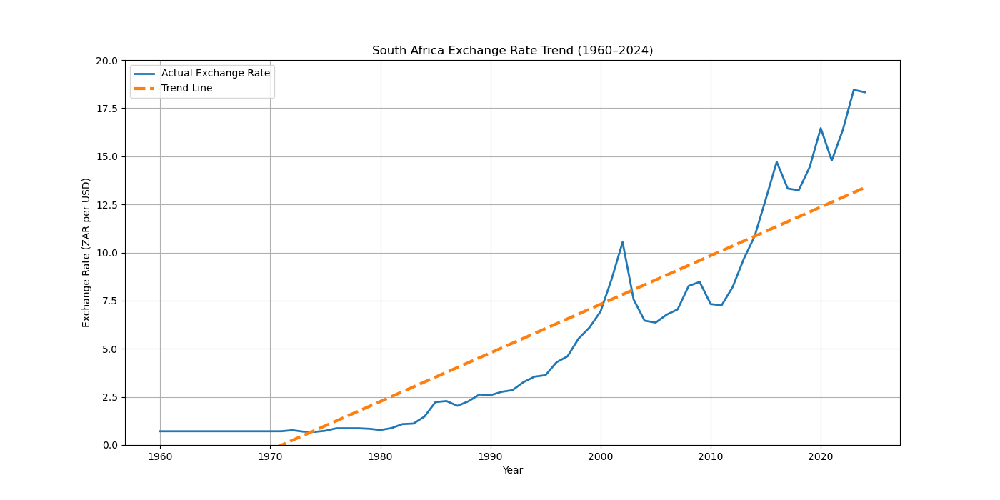 South Africa Exchange Rate Trend (1960–2024)
Actual Exchange Rate
Trend Line
Exchange Rate (ZAR per USD)
20.0
17.5
15.0
12.5
10.0
7.5
5.0
2.5
0.0
1960 1970 1980 1990 2000 2010 2020
Year